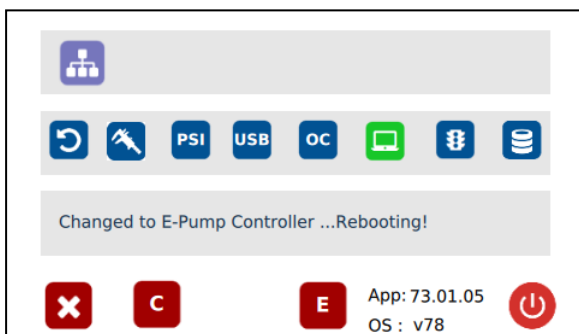 PSI USB OC
Changed to E-Pump Controller ...Rebooting!
C E App: 73.01.05
OS : v78